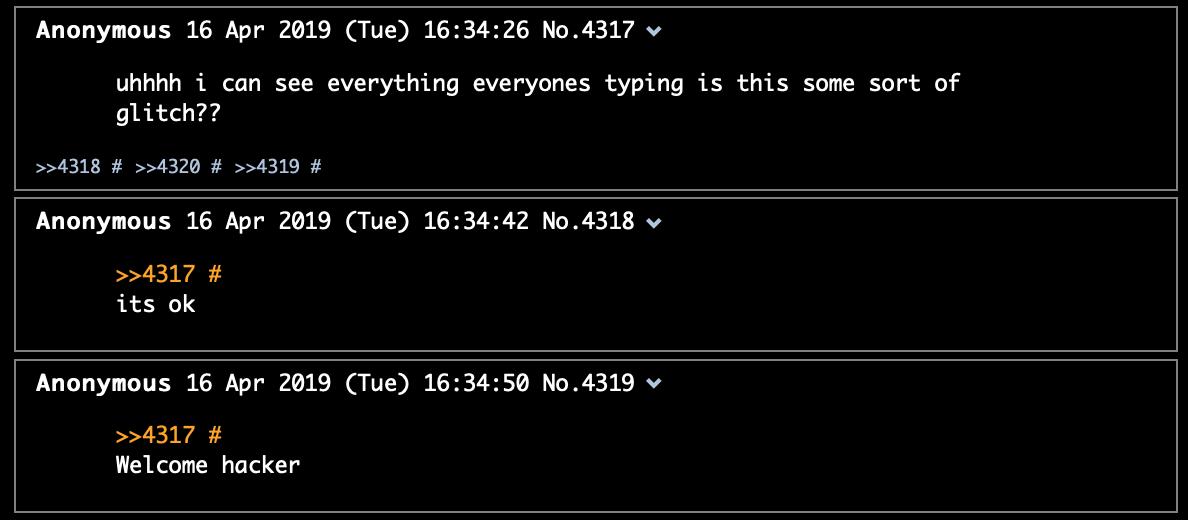 Anonymous 16 Apr 2019 (Tue) 16:34:26 No.4317
uhhhh i can see everything everyones typing is this some sort of
glitch??
>>4318 # >>4320 # >>4319 #
Anonymous 16 Apr 2019 (Tue) 16:34:42 No.4318
>>4317 #
its ok
Anonymous 16 Apr 2019 (Tue) 16:34:50 No.4319
>>4317 #
Welcome hacker